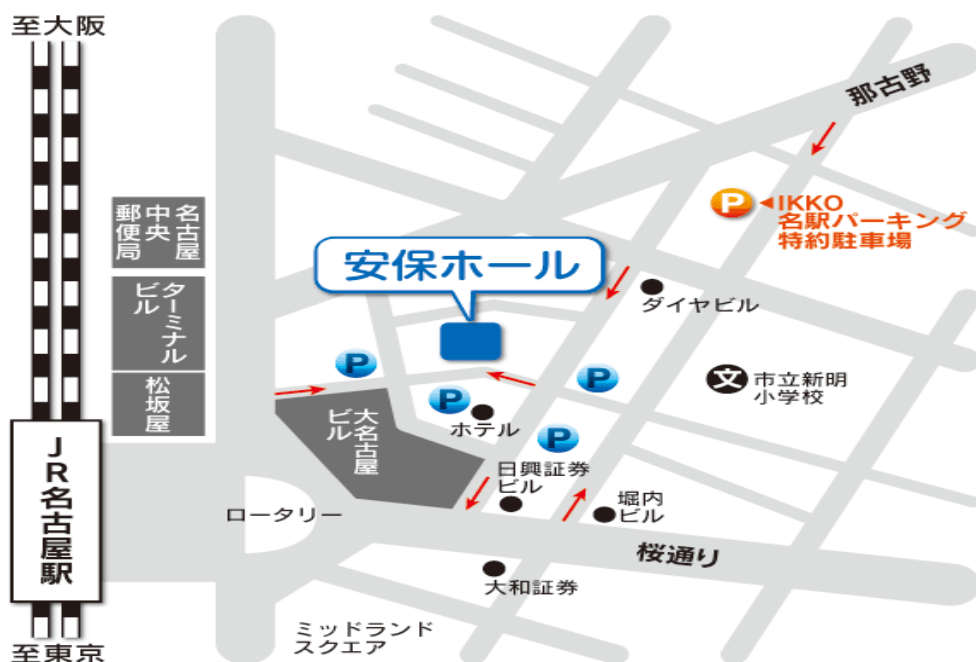 至大阪
那古野
P
IKKO
名駅パーキング
特約駐車場
名古屋
中央
郵便局
安保ホール
ターミナル
ビル
ダイヤビル
P
松坂屋
P
文
市立新明
小学校
P
ホテル
大名古屋
ビル
P
JR名古屋駅
日興証券
ビル
堀内
ビル
ロータリー
桜通り
大和証券
ミッドランド
スクエア
至東京